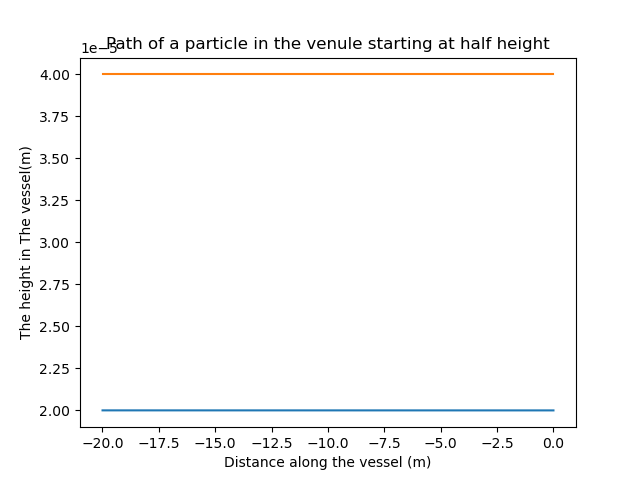 Path of a particle in the venule starting at half height
1e−5
4.00
3.75
3.50
3.25
3.00
2.75
2.50
2.25
2.00
The height in The vessel(m)
−20.0 −17.5 −15.0 −12.5 −10.0 −7.5 −5.0 −2.5 0.0
Distance along the vessel (m)